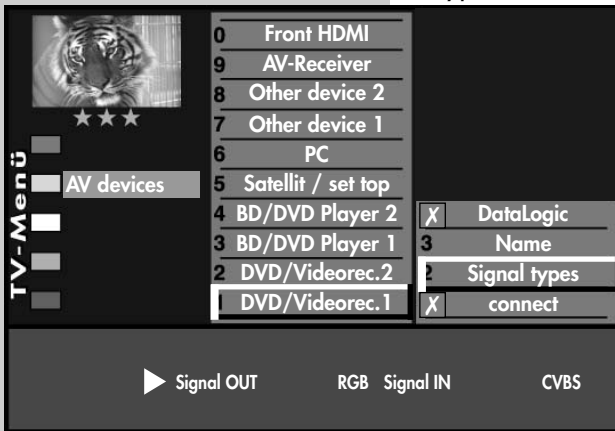 0 Front HDMI
9 AV-Receiver
8 Other device 2
7 Other device 1
6 PC
TV-Menü
AV devices
5 Satellit / set top
4 BD/DVD Player 2
3 BD/DVD Player 1
2 DVD/Videorec.2
DVD/Videorec.1
X DataLogic
3 Name
2 Signal types
X connect
Signal OUT RGB Signal IN CVBS